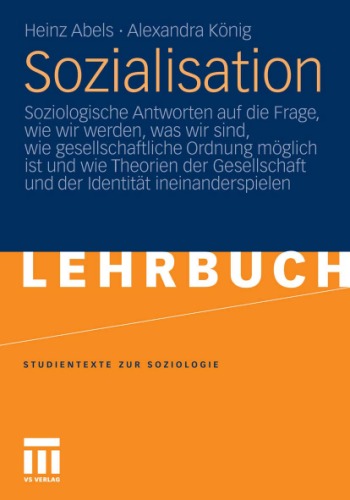 Heinz Abels · Alexandra König
Sozialisation
Soziologische Antworten auf die Frage,
wie wir werden, was wir sind,
wie gesellschaftliche Ordnung möglich
ist und wie Theorien der Gesellschaft
und der Identität ineinanderspielen
LEHRBUCH
STUDIENTEXTE ZUR SOZIOLOGIE
VS VERLAG